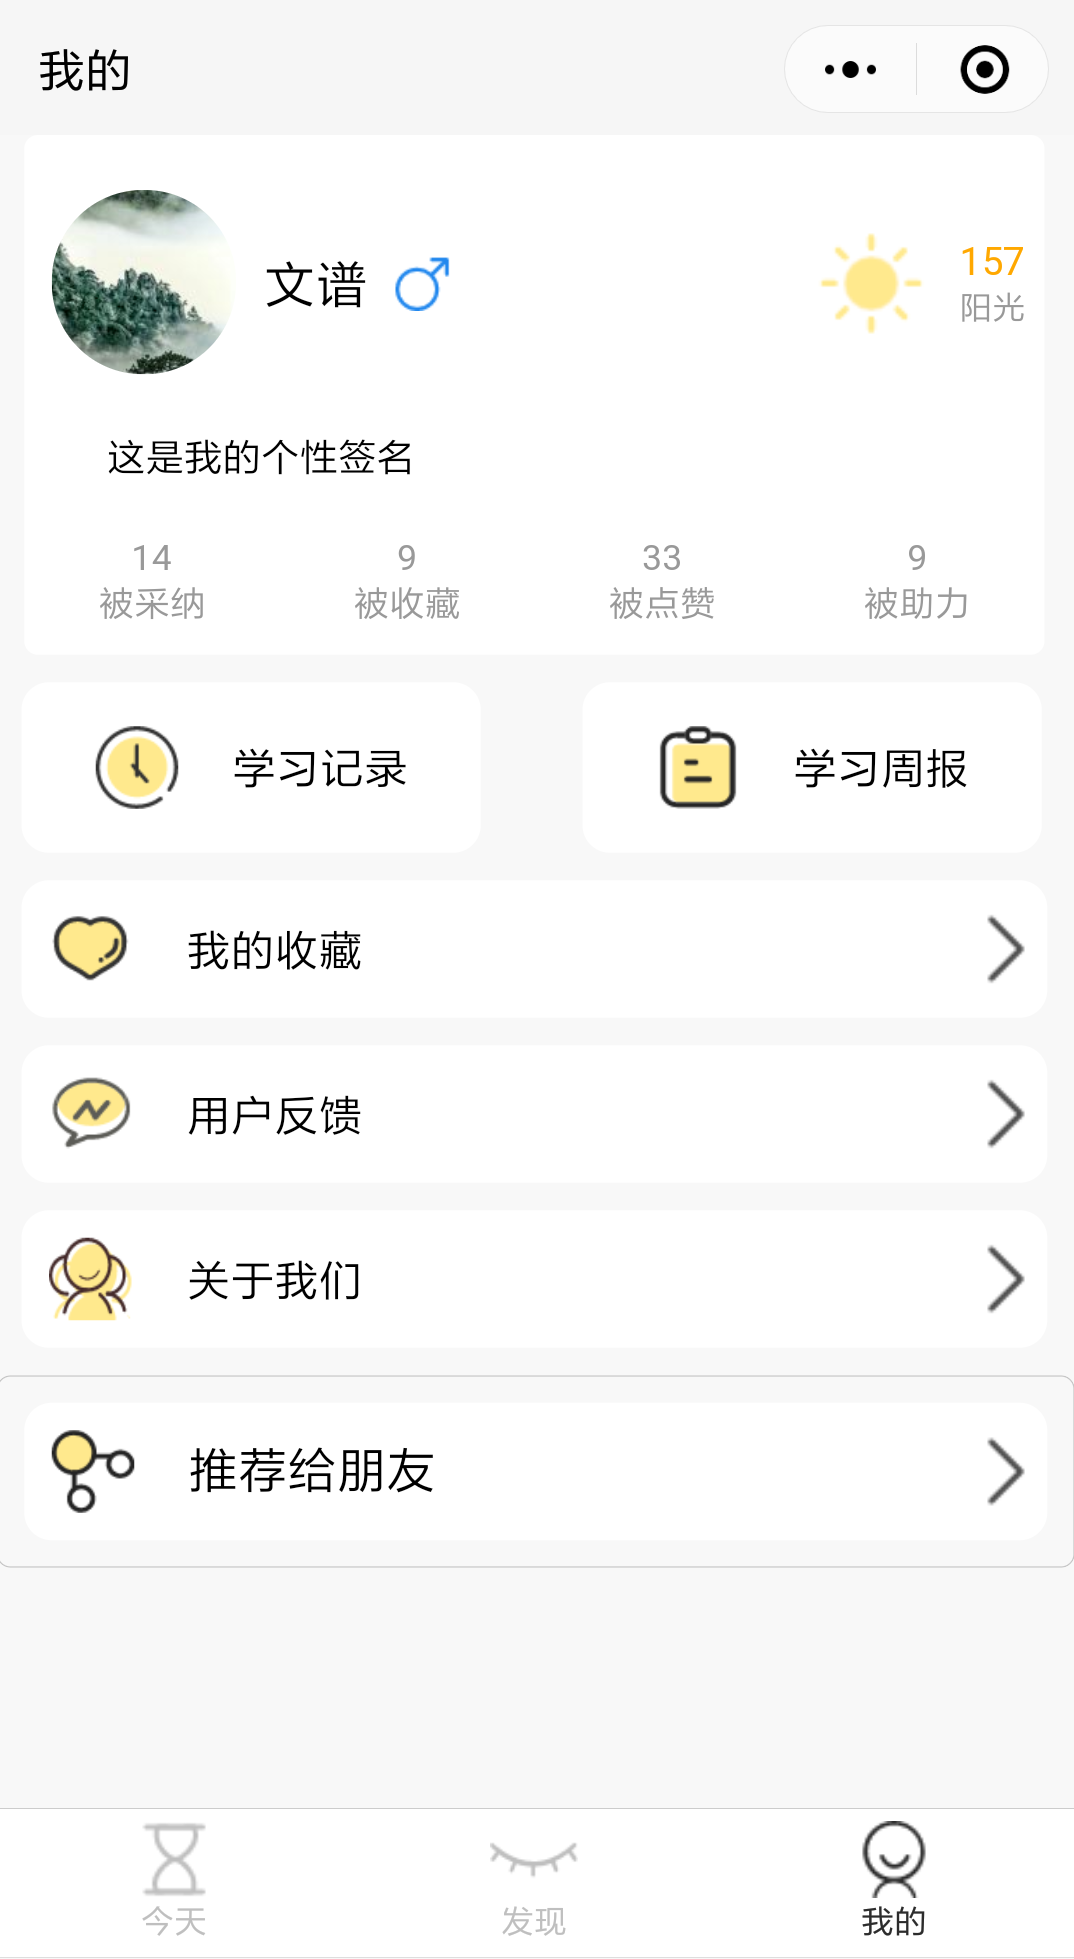 我的
文谱
157
阳光
这是我的个性签名
14 9 33 9
被采纳 被收藏 被点赞 被助力
学习记录 学习周报
我的收藏
用户反馈
关于我们
推荐给朋友
今天 发现 我的